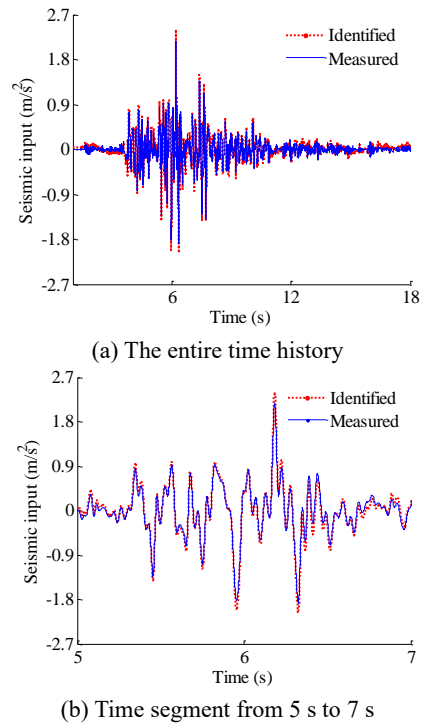 2.7
Identified
Measured
1.8
0.9
0
-0.9
-1.8
-2.7
Seismic input (m/s²)
6
12
18
Time (s)
(a) The entire time history
2.7
Identified
Measured
1.8
0.9
0
-0.9
-1.8
-2.7
Seismic input (m/s²)
5
6
7
Time (s)
(b) Time segment from 5 s to 7 s